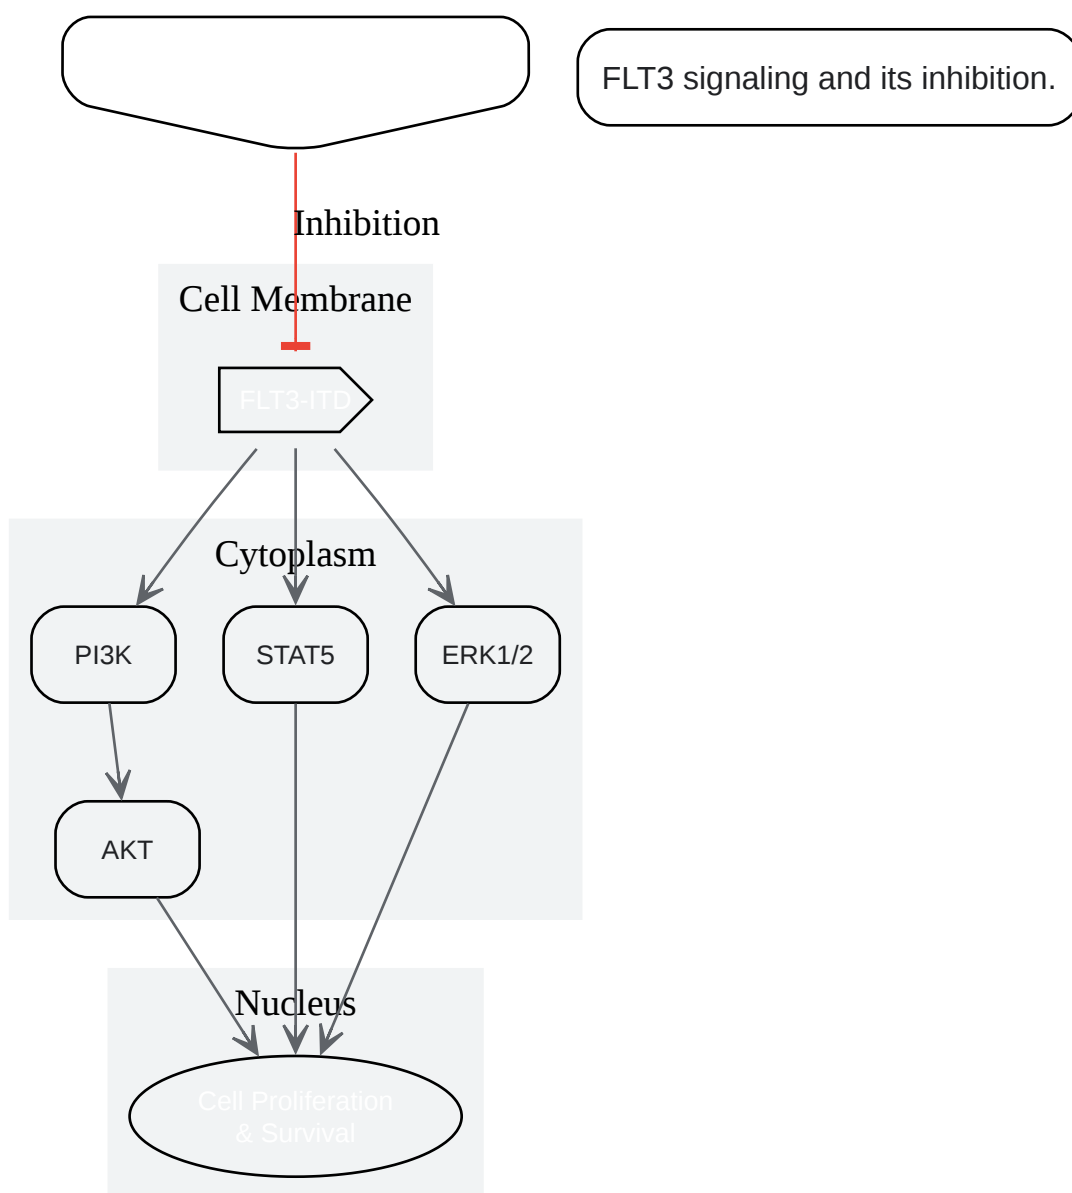 FLT3 signaling and its inhibition.
Inhibition
Cell Membrane
FLT3-ITD
Cytoplasm
PI3K
STAT5
ERK1/2
AKT
Nucleus
Cell Proliferation
& Survival